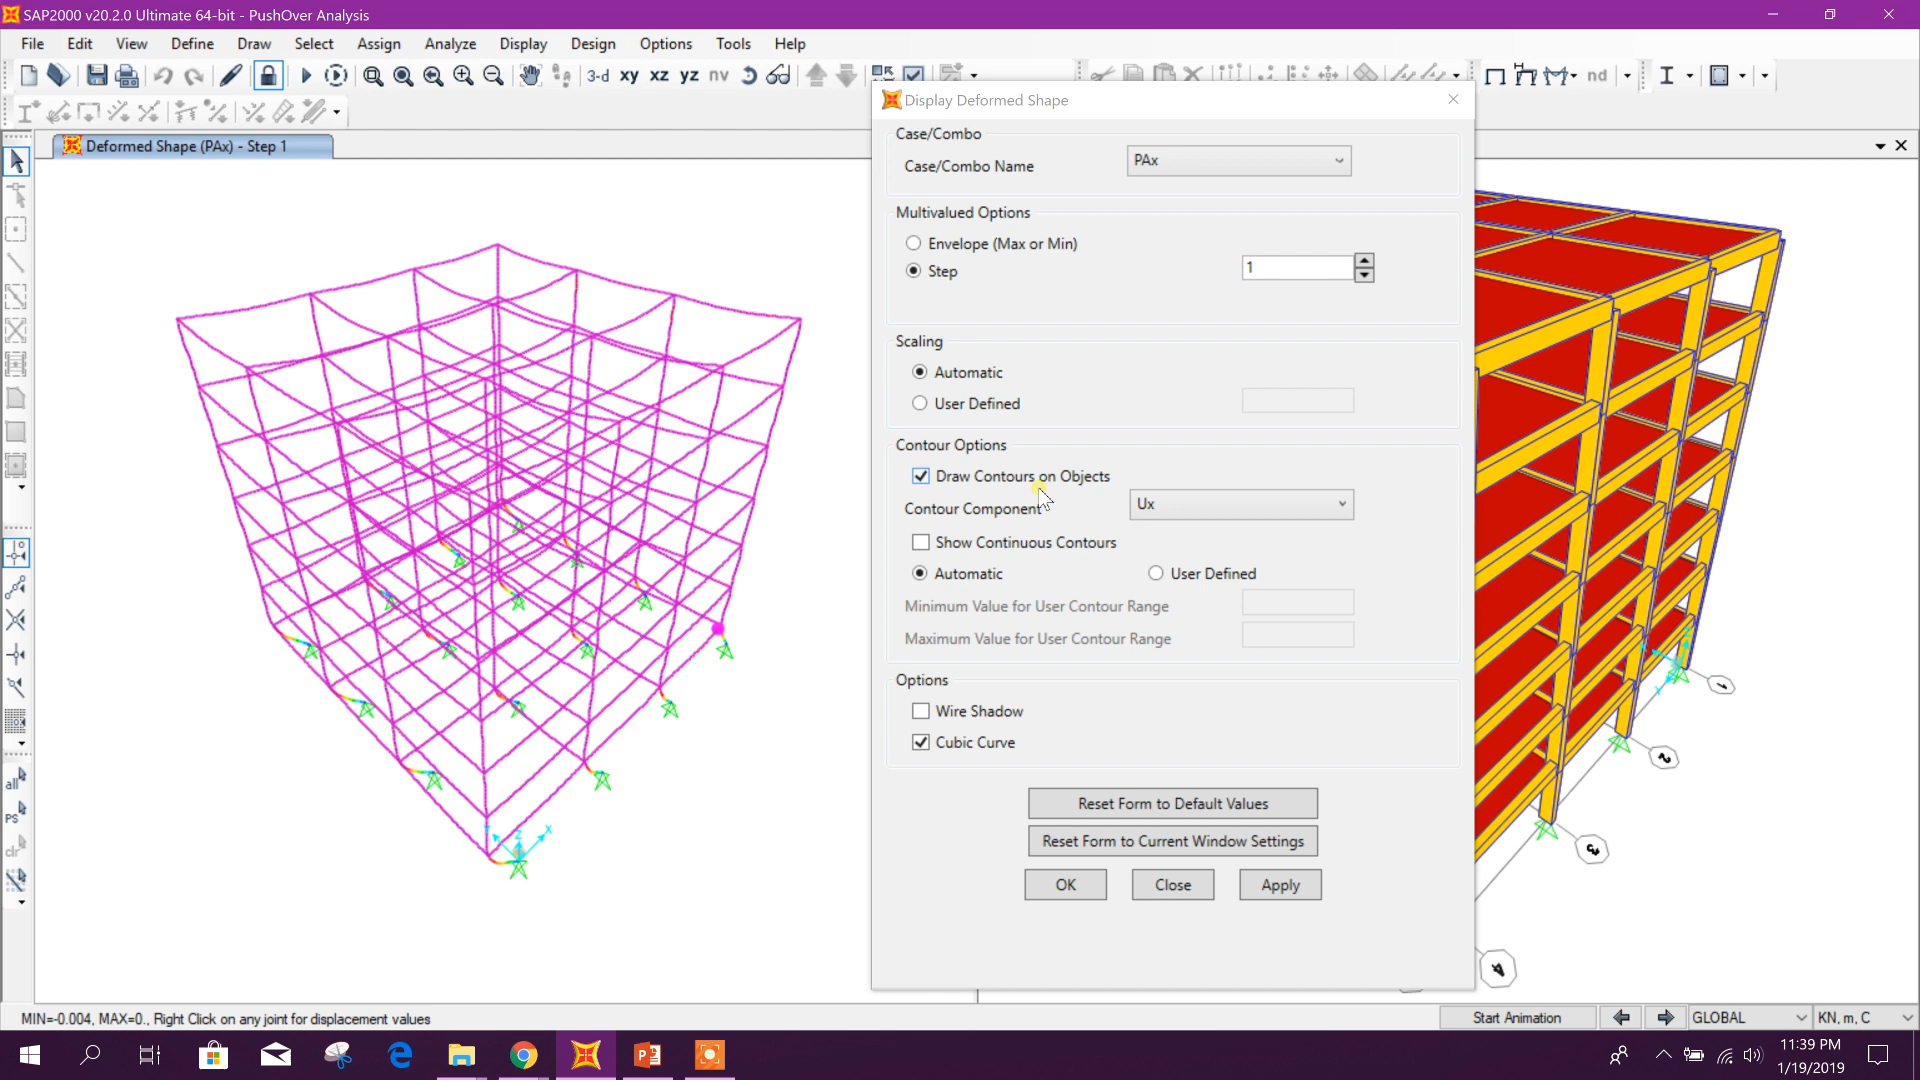 SAP2000 v20.2.0 Ultimate 64-bit - PushOver Analysis
File Edit View Define Draw Select Assign Analyze Display Design Options Tools Help
3-d xy xz yz nv
nd
Display Deformed Shape
Deformed Shape (PAx) - Step 1
Case/Combo
Case/Combo Name PAx
Multivalued Options
Envelope (Max or Min)
Step 1
Scaling
Automatic
User Defined
Contour Options
Draw Contours on Objects
Contour Component Ux
Show Continuous Contours
Automatic User Defined
Minimum Value for User Contour Range
Maximum Value for User Contour Range
Options
Wire Shadow
Cubic Curve
Reset Form to Default Values
Reset Form to Current Window Settings
OK Close Apply
all
PS
clr
Z X
1
2
3
A
MIN=-0.004, MAX=0., Right Click on any joint for displacement values
Start Animation GLOBAL KN, m, C
11:39 PM
1/19/2019